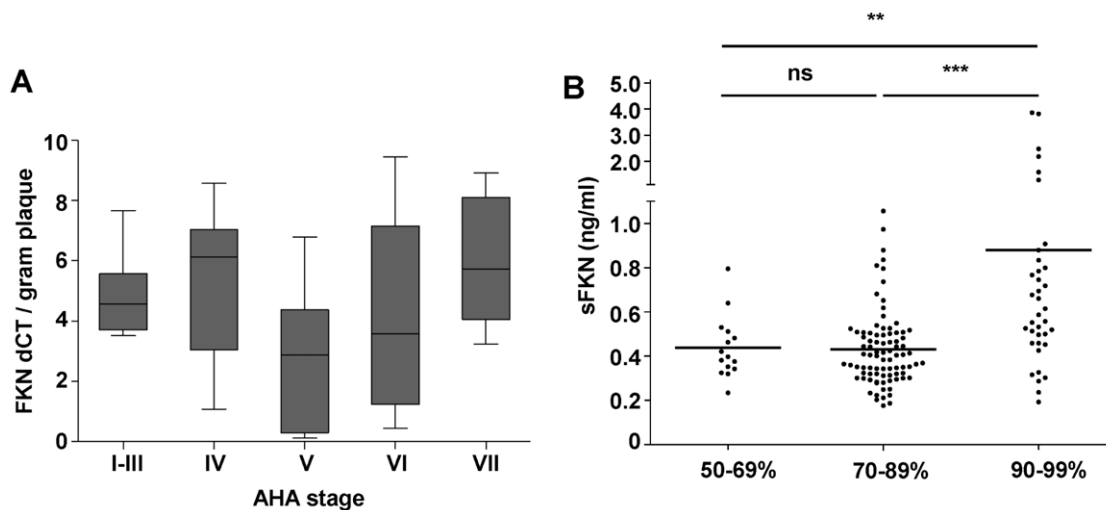 A
FKN dCT / gram plaque
10
8
6
4
2
0
I-III IV V VI VII
AHA stage
B
**
ns ***
sFKN (ng/ml)
5.0
4.0
3.0
2.0
1.0
0.8
0.6
0.4
0.2
0
50-69% 70-89% 90-99%